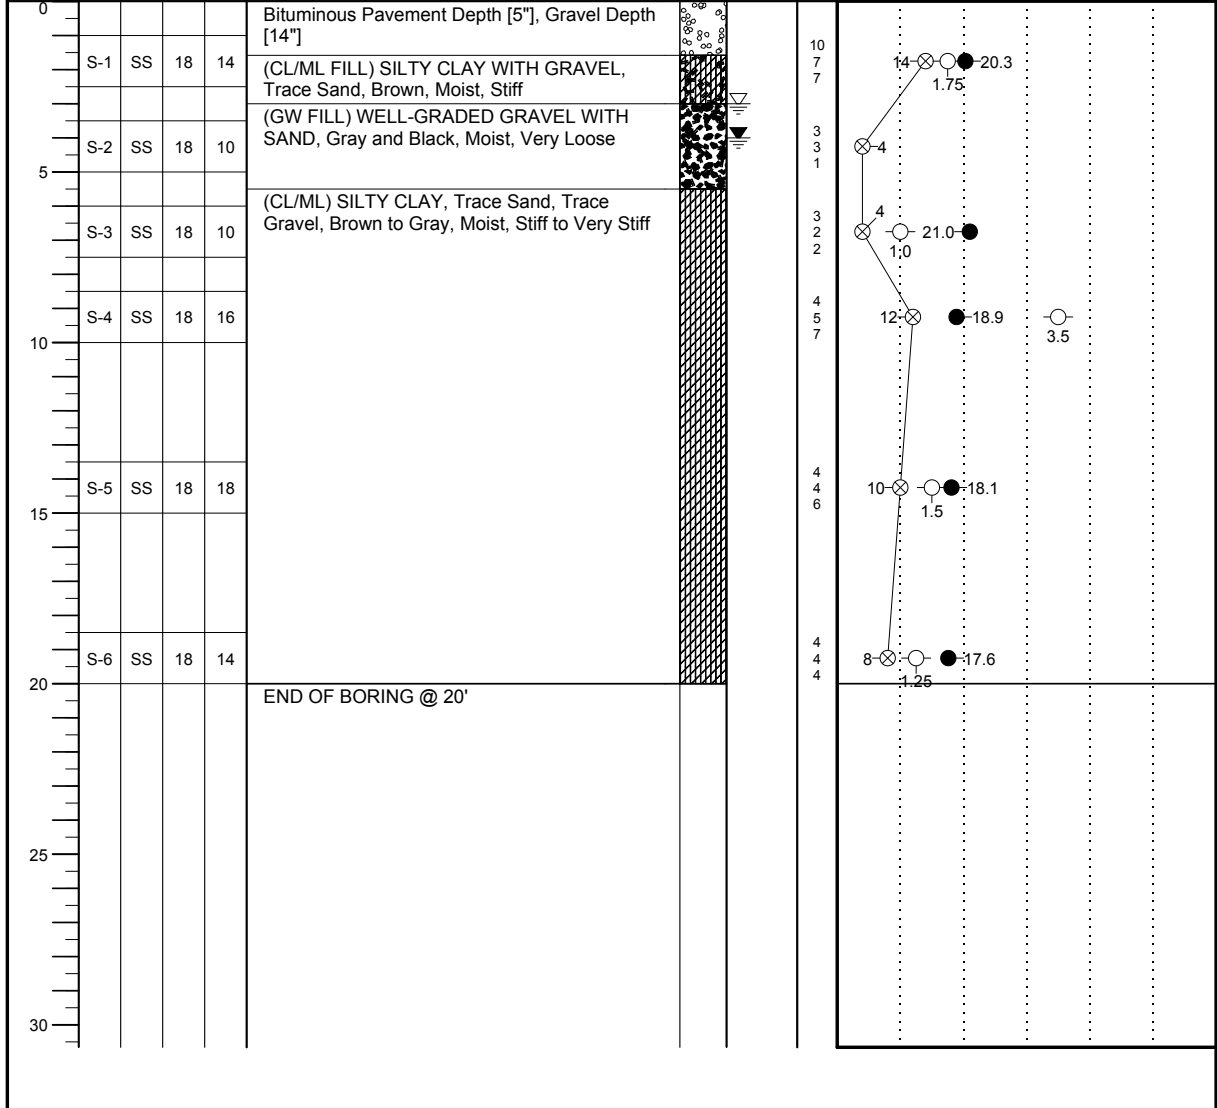 0
Bituminous Pavement Depth [5"], Gravel Depth
[14"]
S-1 SS 18 14
(CL/ML FILL) SILTY CLAY WITH GRAVEL,
Trace Sand, Brown, Moist, Stiff
10
7
7
14 20.3
1.75
(GW FILL) WELL-GRADED GRAVEL WITH
SAND, Gray and Black, Moist, Very Loose
S-2 SS 18 10
3
3
1
4
5
(CL/ML) SILTY CLAY, Trace Sand, Trace
Gravel, Brown to Gray, Moist, Stiff to Very Stiff
S-3 SS 18 10
3
2
2
4
21.0
1.0
S-4 SS 18 16
4
5
7
12 18.9
3.5
10
S-5 SS 18 18
4
4
6
10 18.1
1.5
15
S-6 SS 18 14
4
4
4
8 17.6
1.25
20
END OF BORING @ 20'
25
30